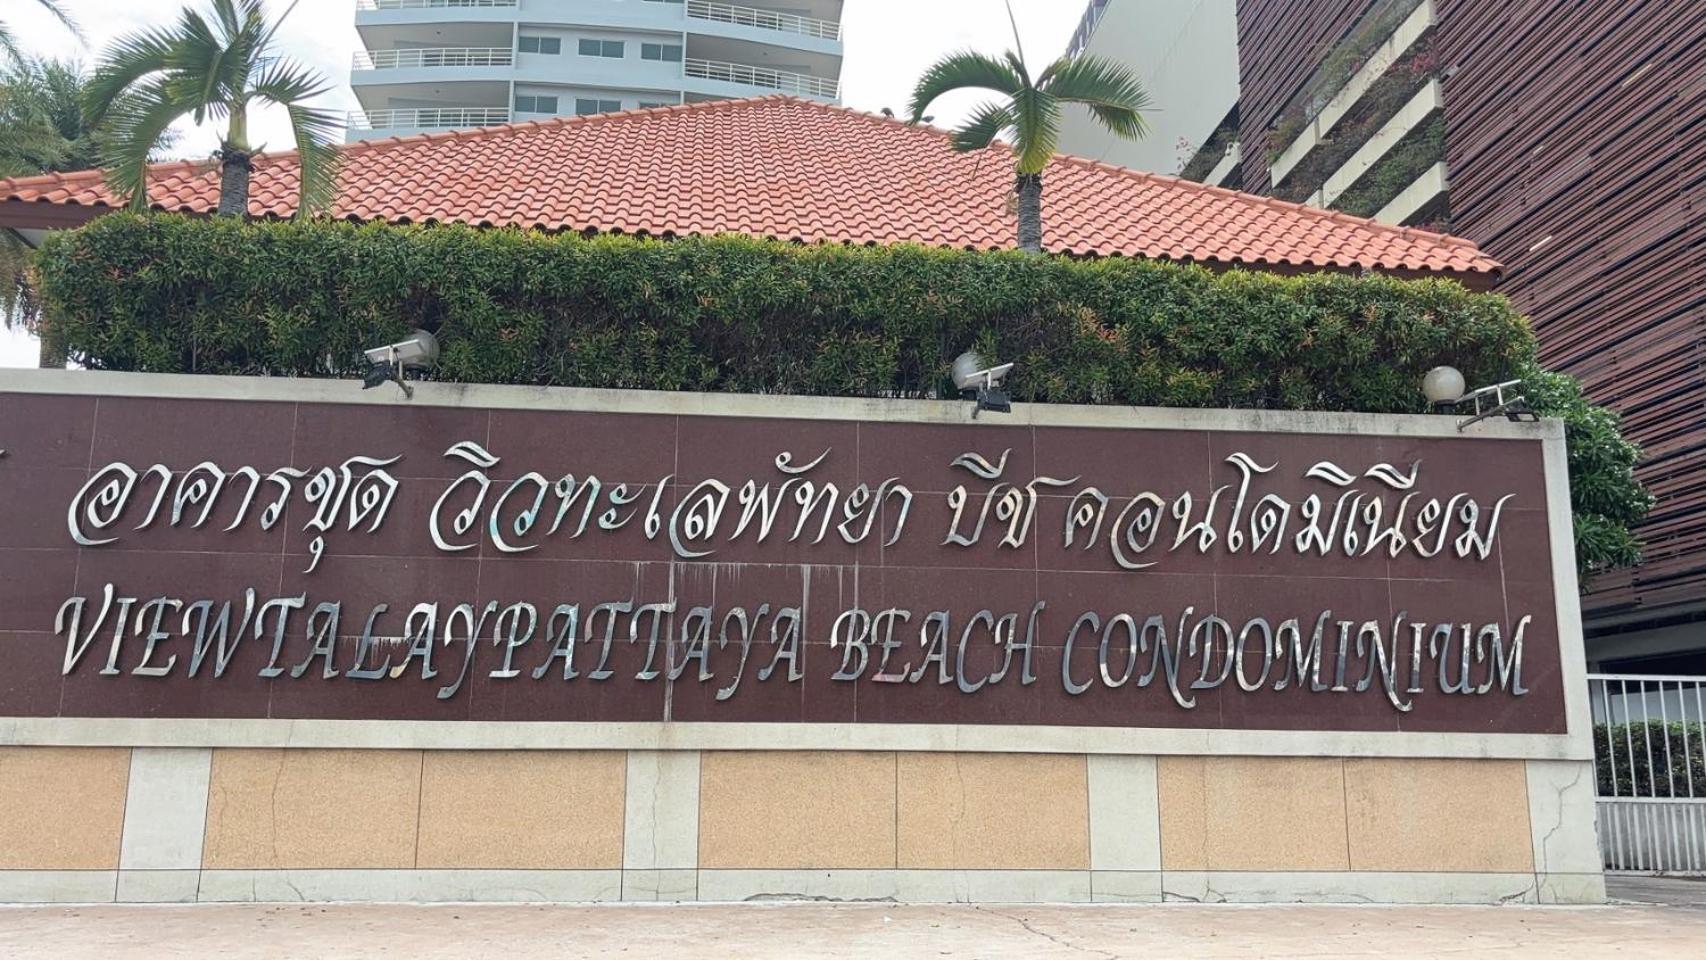 อาคารชุด วิวทะเลพัทยา บีช คอนโดมิเนียม
VIEWTALAYPATTAYA BEACH CONDOMINIUM